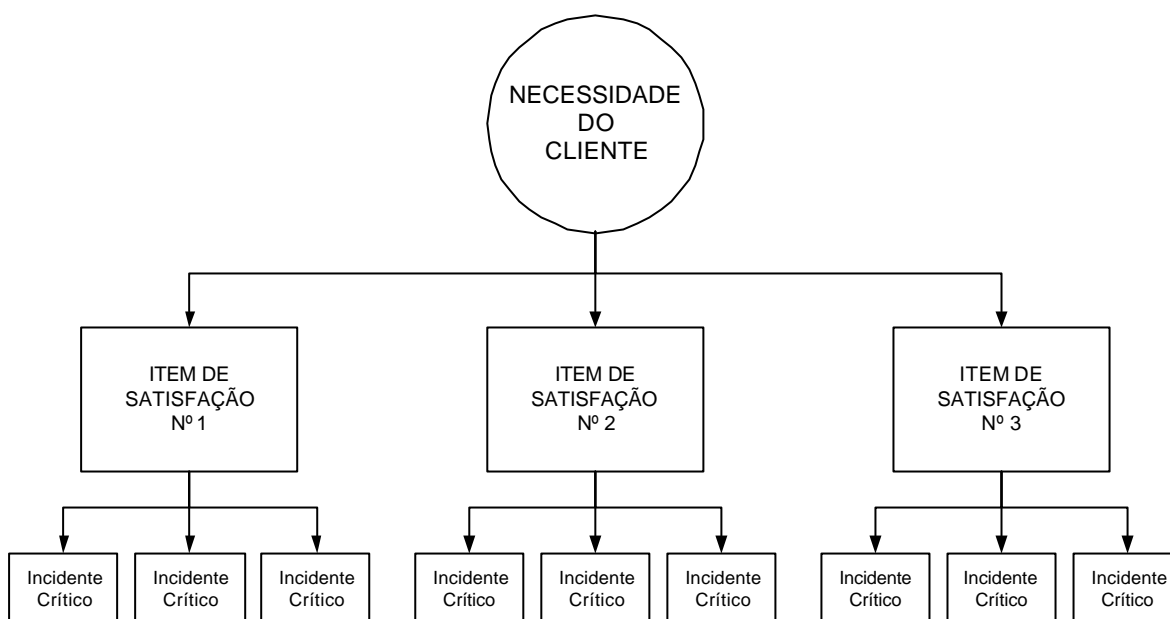 NECESSIDADE
DO
CLIENTE
ITEM DE
SATISFAÇÃO
Nº 1
ITEM DE
SATISFAÇÃO
Nº 2
ITEM DE
SATISFAÇÃO
Nº 3
Incidente
Crítico
Incidente
Crítico
Incidente
Crítico
Incidente
Crítico
Incidente
Crítico
Incidente
Crítico
Incidente
Crítico
Incidente
Crítico
Incidente
Crítico